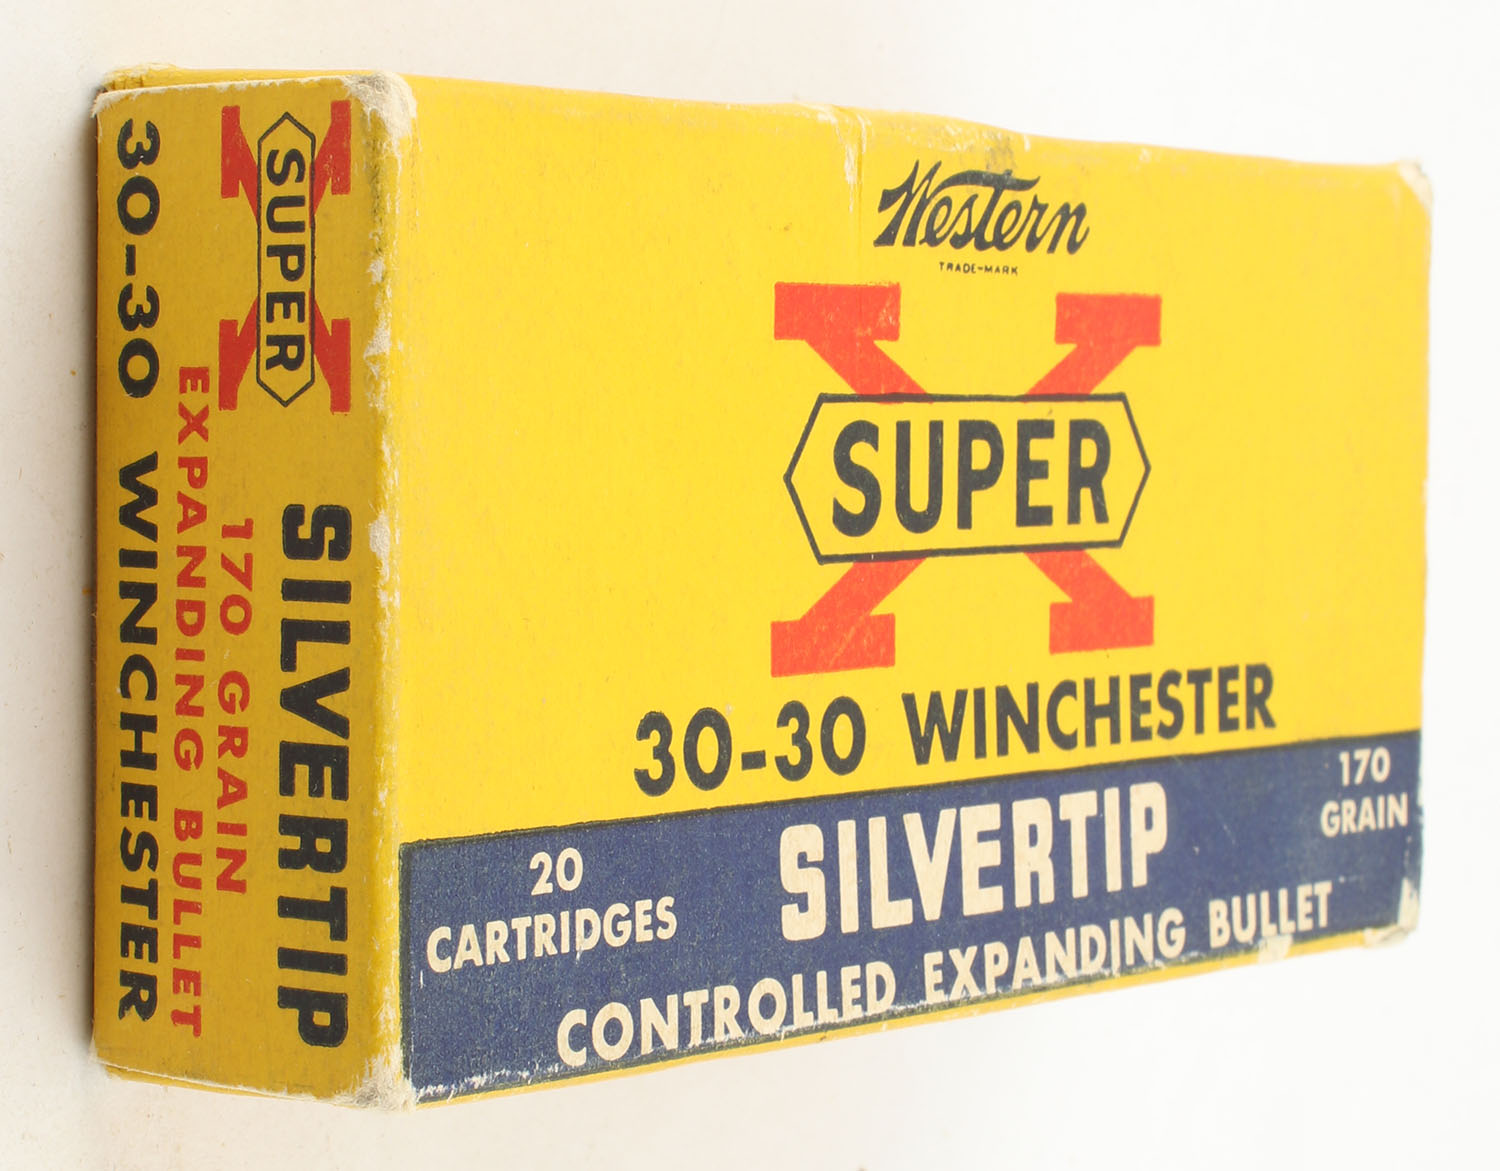 Western
TRADE-MARK
X
SUPER
30-30 WINCHESTER
20
CARTRIDGES
SILVERTIP
170
GRAIN
CONTROLLED EXPANDING BULLET
X
SUPER
SILVERTIP
170 GRAIN
EXPANDING BULLET
30-30 WINCHESTER